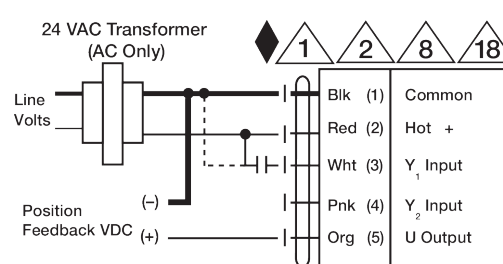 24 VAC Transformer
(AC Only)
1 2 8 18
Line
Volts
Blk (1) Common
Red (2) Hot +
Wht (3) Y1 Input
Pnk (4) Y2 Input
Org (5) U Output
Position
Feedback VDC
(–)
(+)